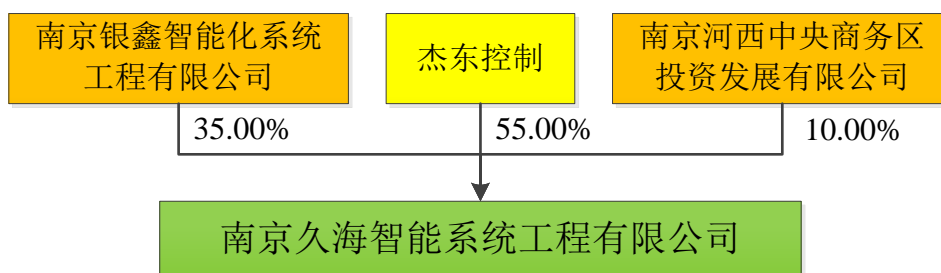 南京银鑫智能化系统
工程有限公司
杰东控制
南京河西中央商务区
投资发展有限公司
35.00%
55.00%
10.00%
南京久海智能系统工程有限公司